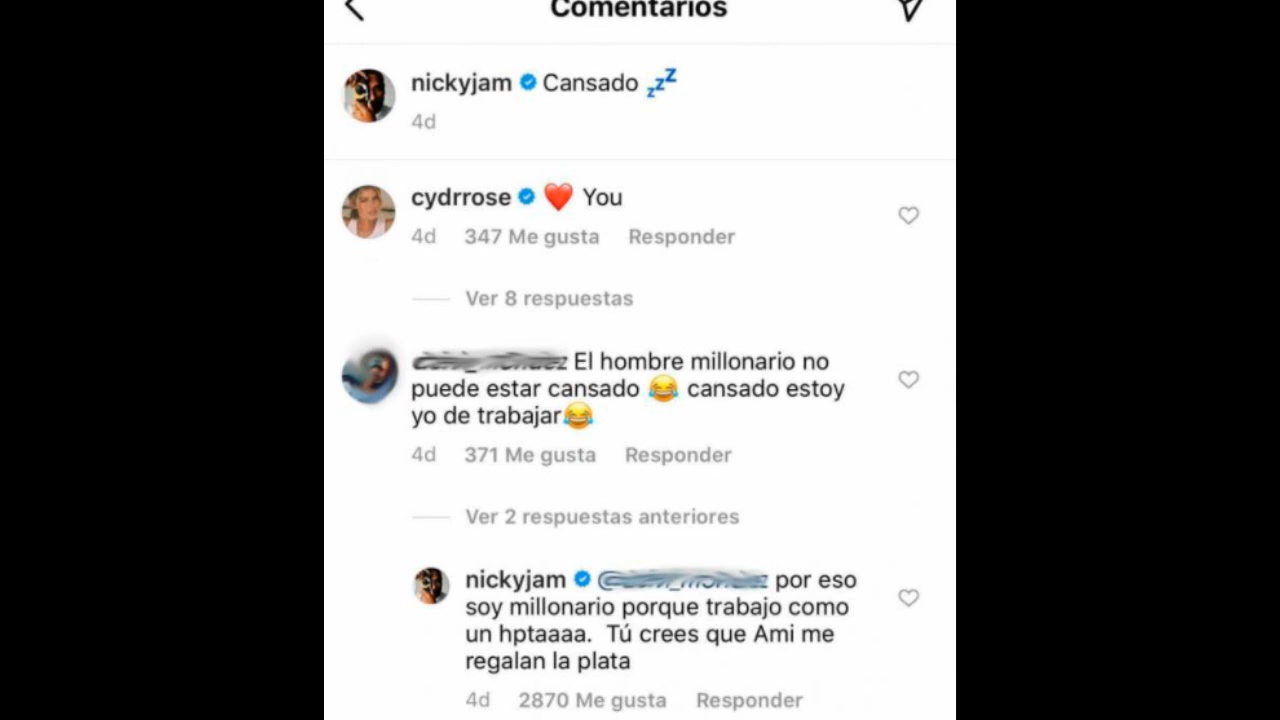 Comentarios
nickyjam Cansado 💤
4d
cydrrose ❤️ You
4d 347 Me gusta Responder
Ver 8 respuestas
El hombre millonario no
puede estar cansado 😂 cansado estoy
yo de trabajar😂
4d 371 Me gusta Responder
Ver 2 respuestas anteriores
nickyjam por eso
soy millonario porque trabajo como
un hptaaaa. Tú crees que Ami me
regalan la plata
4d 2870 Me gusta Responder